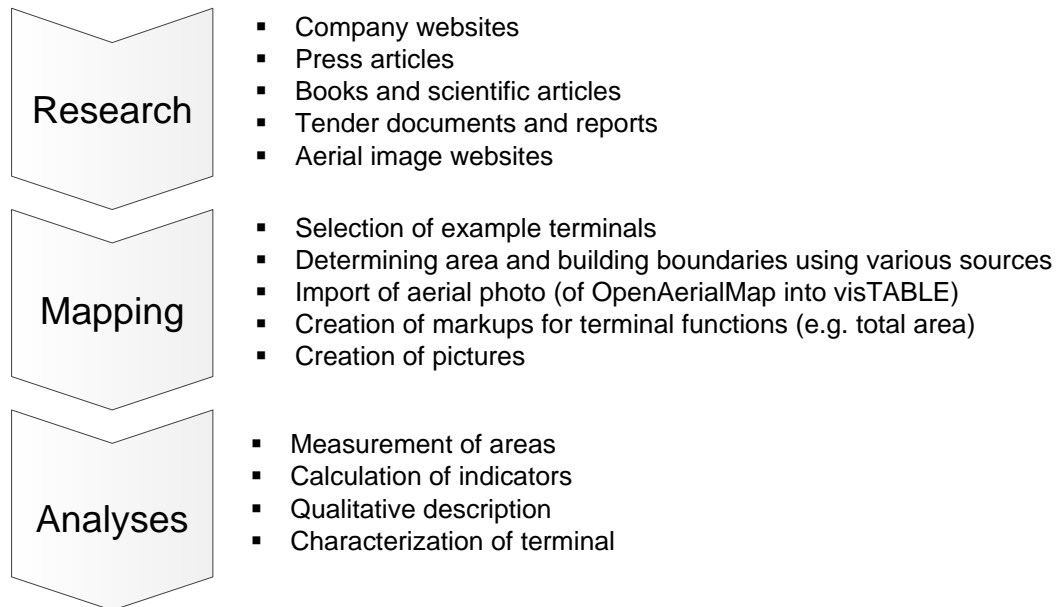 Research
▪ Company websites
▪ Press articles
▪ Books and scientific articles
▪ Tender documents and reports
▪ Aerial image websites
Mapping
▪ Selection of example terminals
▪ Determining area and building boundaries using various sources
▪ Import of aerial photo (of OpenAerialMap into visTABLE)
▪ Creation of markups for terminal functions (e.g. total area)
▪ Creation of pictures
Analyses
▪ Measurement of areas
▪ Calculation of indicators
▪ Qualitative description
▪ Characterization of terminal